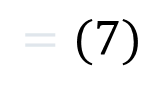 = (7)